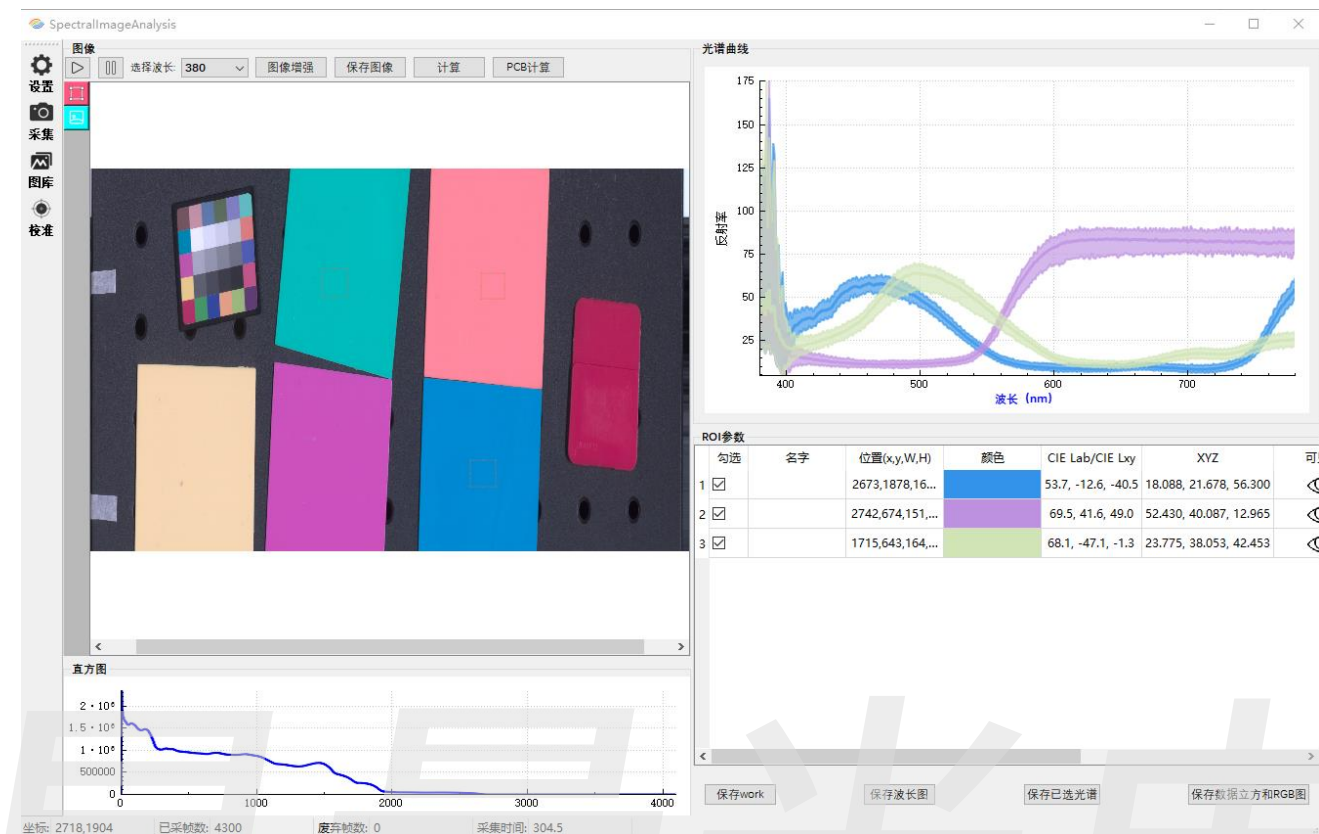 SpectralImageAnalysis
设置
采集
图库
校准
图像
选择波长: 380 图像增强 保存图像 计算 PCB计算
直方图
2·10⁶
1.5·10⁶
1·10⁶
500000
0
0 1000 2000 3000 4000
光谱曲线
175
150
125
100
75
50
25
反射率
400 500 600 700
波长 (nm)
ROI参数
勾选 名字 位置(x,y,W,H) 颜色 CIE Lab/CIE Lxy XYZ
1 2673,1878,16... 53.7, -12.6, -40.5 18.088, 21.678, 56.300
2 2742,674,151,... 69.5, 41.6, 49.0 52.430, 40.087, 12.965
3 1715,643,164,... 68.1, -47.1, -1.3 23.775, 38.053, 42.453
保存work 保存波长图 保存已选光谱 保存数据立方和RGB图
坐标: 2718,1904 已采帧数: 4300 废弃帧数: 0 采集时间: 304.5